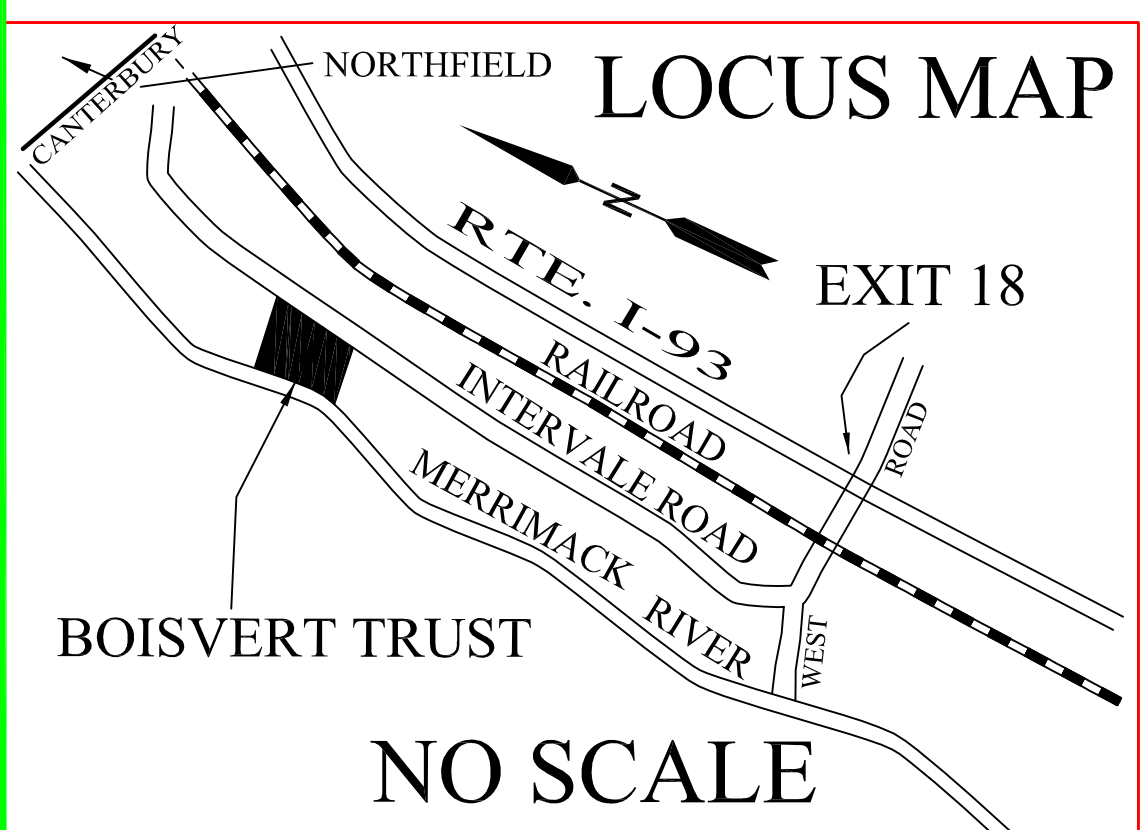 CANTERBURY
NORTHFIELD
LOCUS MAP
N
RTE. I-93
EXIT 18
RAILROAD
INTERVALE ROAD
ROAD
MERRIMACK RIVER
WEST
BOISVERT TRUST
NO SCALE